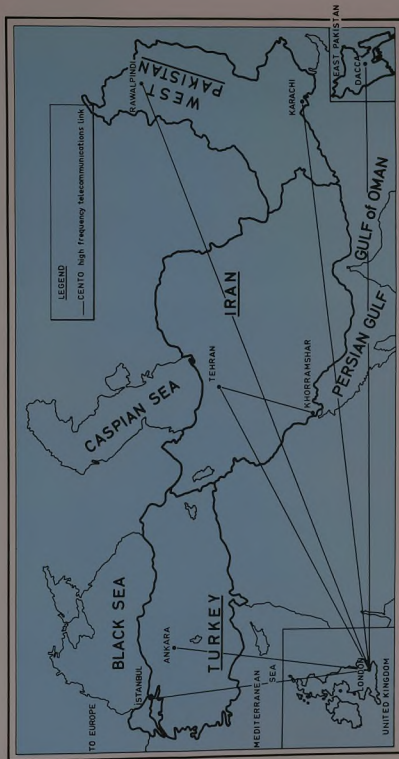 LEGEND
CENTO high frequency telecommunications link
TO EUROPE
BLACK SEA
CASPIAN SEA
ISTANBUL
ANKARA
TURKEY
MEDITERRANEAN
SEA
LONDON
UNITED KINGDOM
TEHRAN
IRAN
KHORRAMSHAR
PERSIAN GULF
GULF of OMAN
RAWALPINDI
WEST
PAKISTAN
KARACHI
EAST PAKISTAN
DACCA